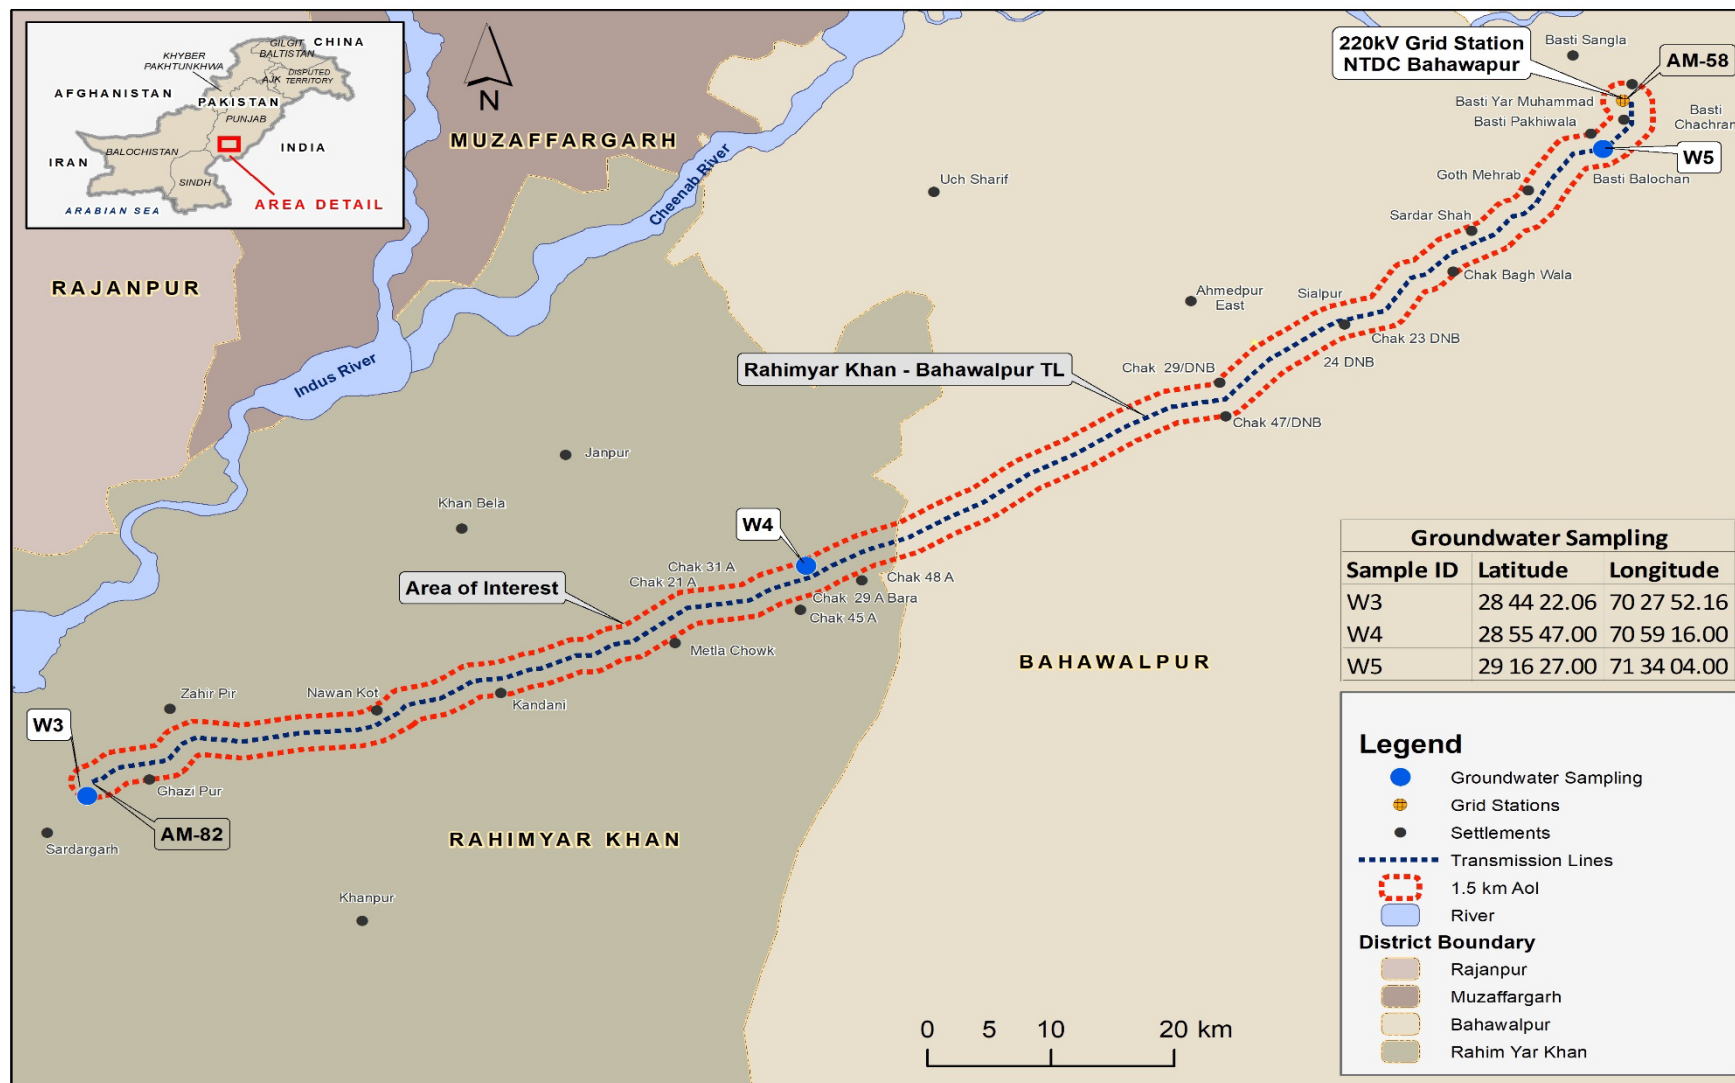 CHINA
GILGIT
BALTISTAN
KHYBER
PAKHTUNKHWA
DISPUTED
TERRITORY
AJK
AFGHANISTAN
PAKISTAN
PUNJAB
BALOCHISTAN
INDIA
IRAN
SINDH
ARABIAN SEA
AREA DETAIL
N
MUZAFFARGARH
RAJANPUR
Cheenab River
Indus River
Uch Sharif
220kV Grid Station
NTDC Bahawapur
Basti Sangla
AM-58
Basti Yar Muhammad
Basti
Chachran
Basti Pakhiwala
W5
Basti Balochan
Goth Mehrab
Sardar Shah
Chak Bagh Wala
Ahmedpur
East
Sialpur
Chak 23 DNB
24 DNB
Chak 29/DNB
Rahimyar Khan - Bahawalpur TL
Chak 47/DNB
Janpur
Khan Bela
W4
Chak 31 A
Chak 21 A
Area of Interest
Chak 48 A
Chak 29 A Bara
Chak 45 A
Metla Chowk
BAHAWALPUR
Zahir Pir
Nawan Kot
Kandani
W3
Ghazi Pur
AM-82
Sardargarh
RAHIMYAR KHAN
Khanpur
Groundwater Sampling
Sample ID Latitude Longitude
W3 28 44 22.06 70 27 52.16
W4 28 55 47.00 70 59 16.00
W5 29 16 27.00 71 34 04.00
Legend
Groundwater Sampling
Grid Stations
Settlements
Transmission Lines
1.5 km AoI
River
District Boundary
Rajanpur
Muzaffargarh
Bahawalpur
Rahim Yar Khan
0 5 10 20 km